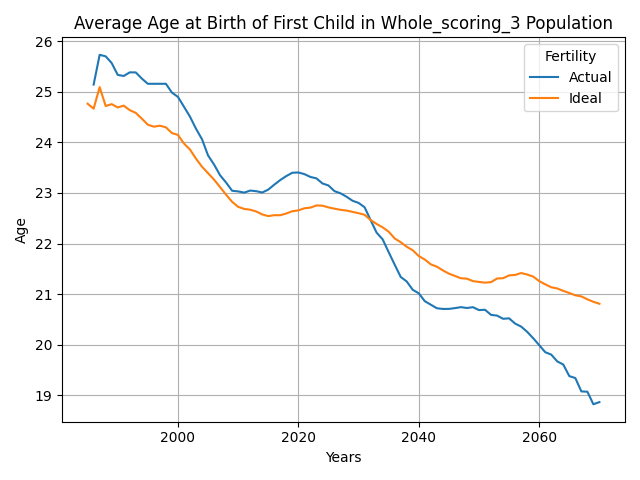 Average Age at Birth of First Child in Whole_scoring_3 Population
Fertility
Actual
Ideal
Age
26
25
24
23
22
21
20
19
2000
2020
2040
2060
Years